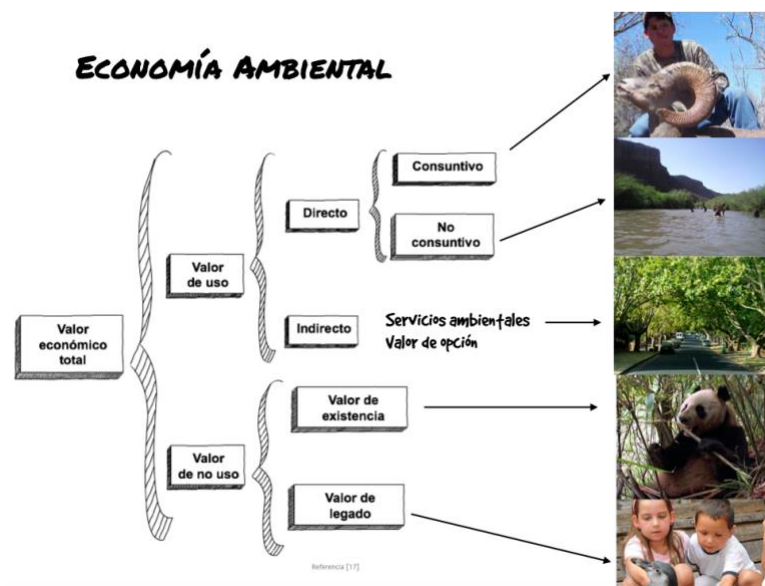 ECONOMÍA AMBIENTAL
Consuntivo
Directo
No
consuntivo
Valor
de uso
Indirecto
Servicios ambientales
Valor de opción
Valor
económico
total
Valor de
existencia
Valor
de no uso
Valor de
legado
Referencia [17]